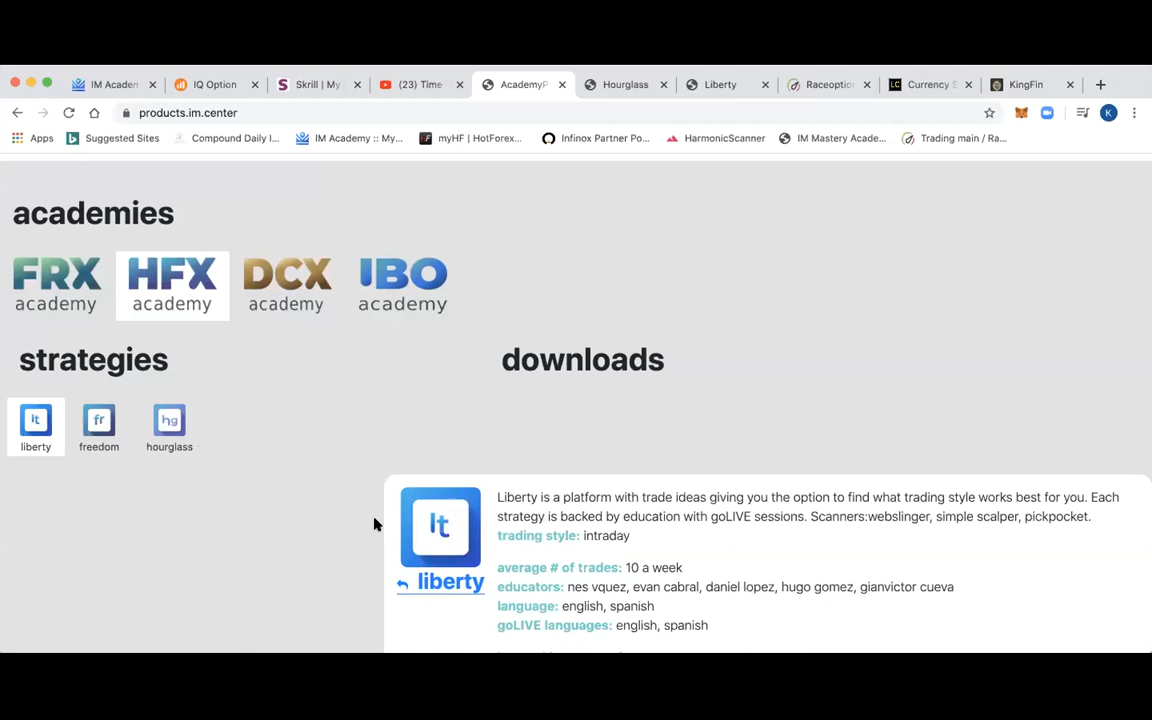 IM Academ
IQ Option
Skrill | My
(23) Time
AcademyP
Hourglass
Liberty
Raceoptio
Currency S
KingFin
products.im.center
K
Apps
Suggested Sites
Compound Daily I...
IM Academy :: My...
myHF | HotForex...
Infinox Partner Po...
HarmonicScanner
IM Mastery Acade...
Trading main / Ra...
academies
FRX academy
HFX academy
DCX academy
IBO academy
strategies
downloads
lt
fr
hg
liberty
freedom
hourglass
lt
liberty
Liberty is a platform with trade ideas giving you the option to find what trading style works best for you. Each
strategy is backed by education with goLIVE sessions. Scanners:webslinger, simple scalper, pickpocket.
trading style: intraday
average # of trades: 10 a week
educators: nes vquez, evan cabral, daniel lopez, hugo gomez, gianvictor cueva
language: english, spanish
goLIVE languages: english, spanish